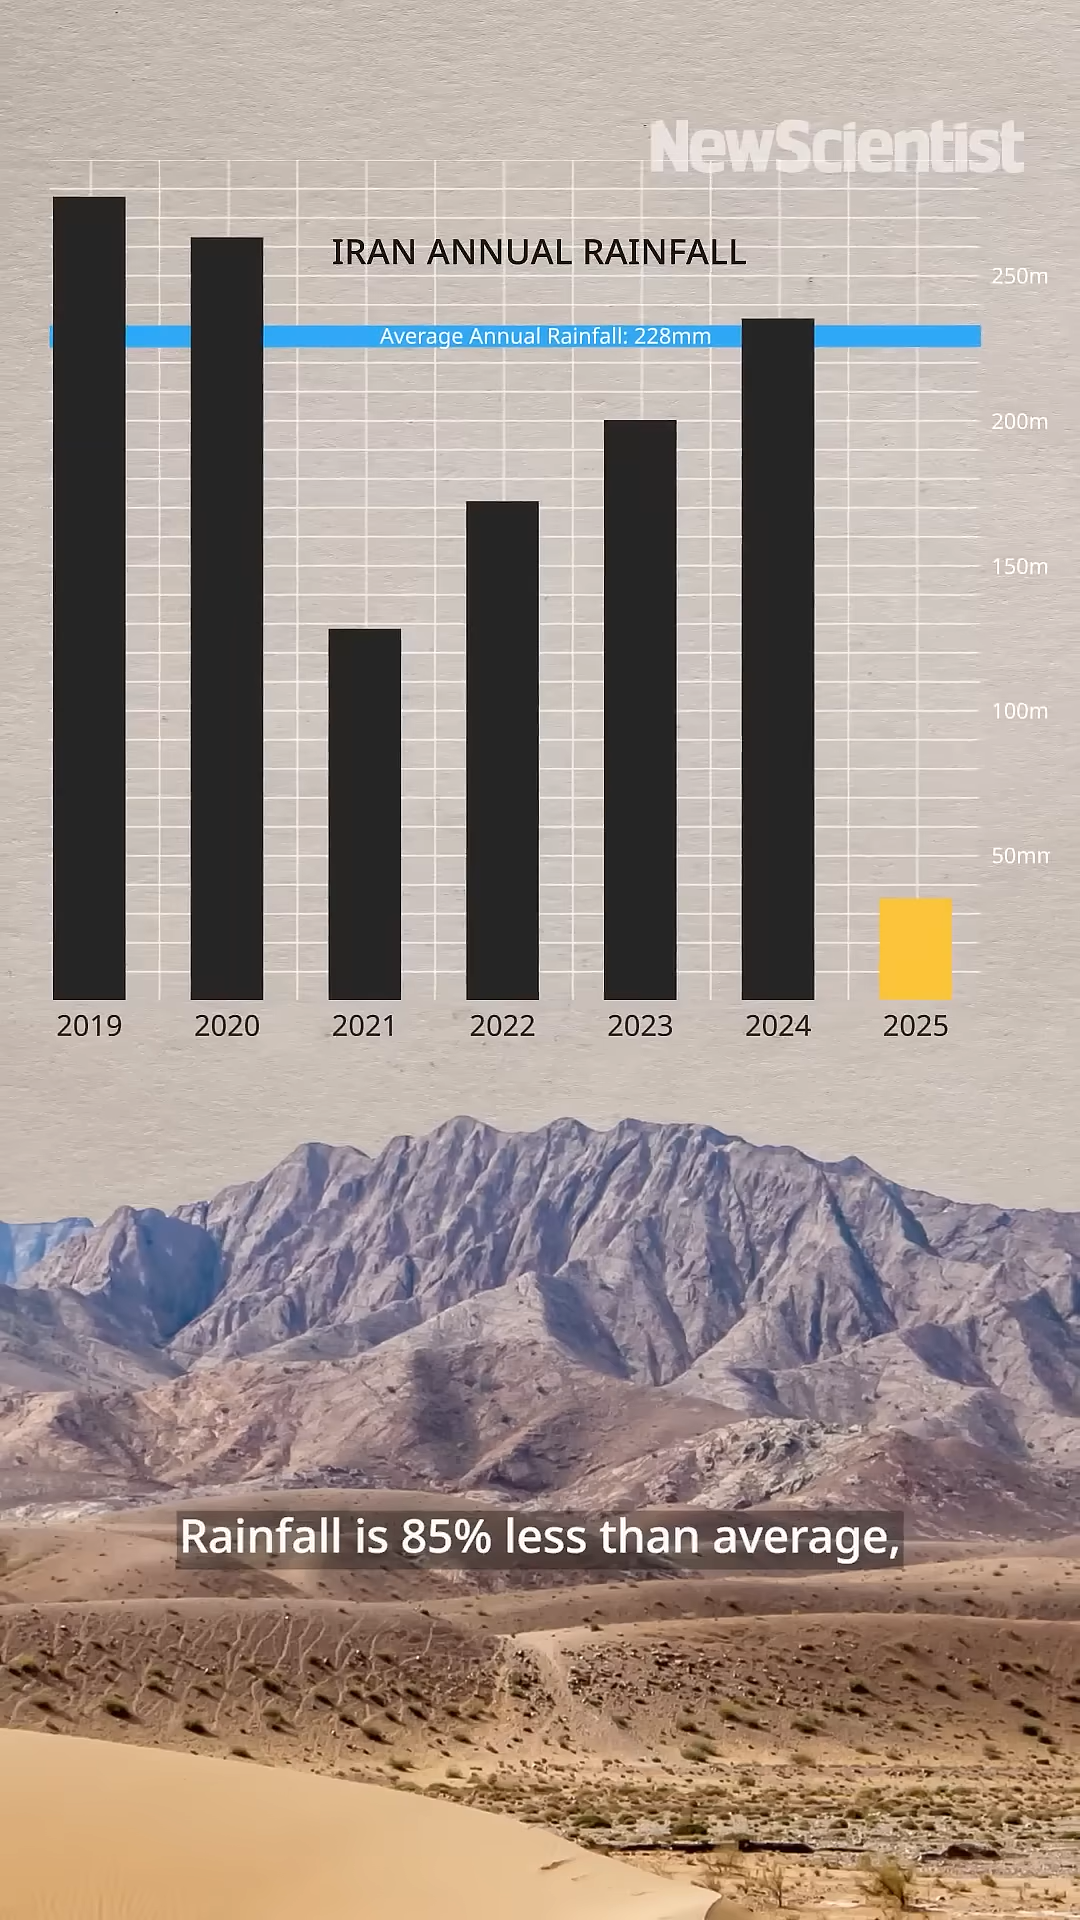 NewScientist
IRAN ANNUAL RAINFALL
250m
Average Annual Rainfall: 228mm
200m
150m
100m
50mm
2019 2020 2021 2022 2023 2024 2025
Rainfall is 85% less than average,